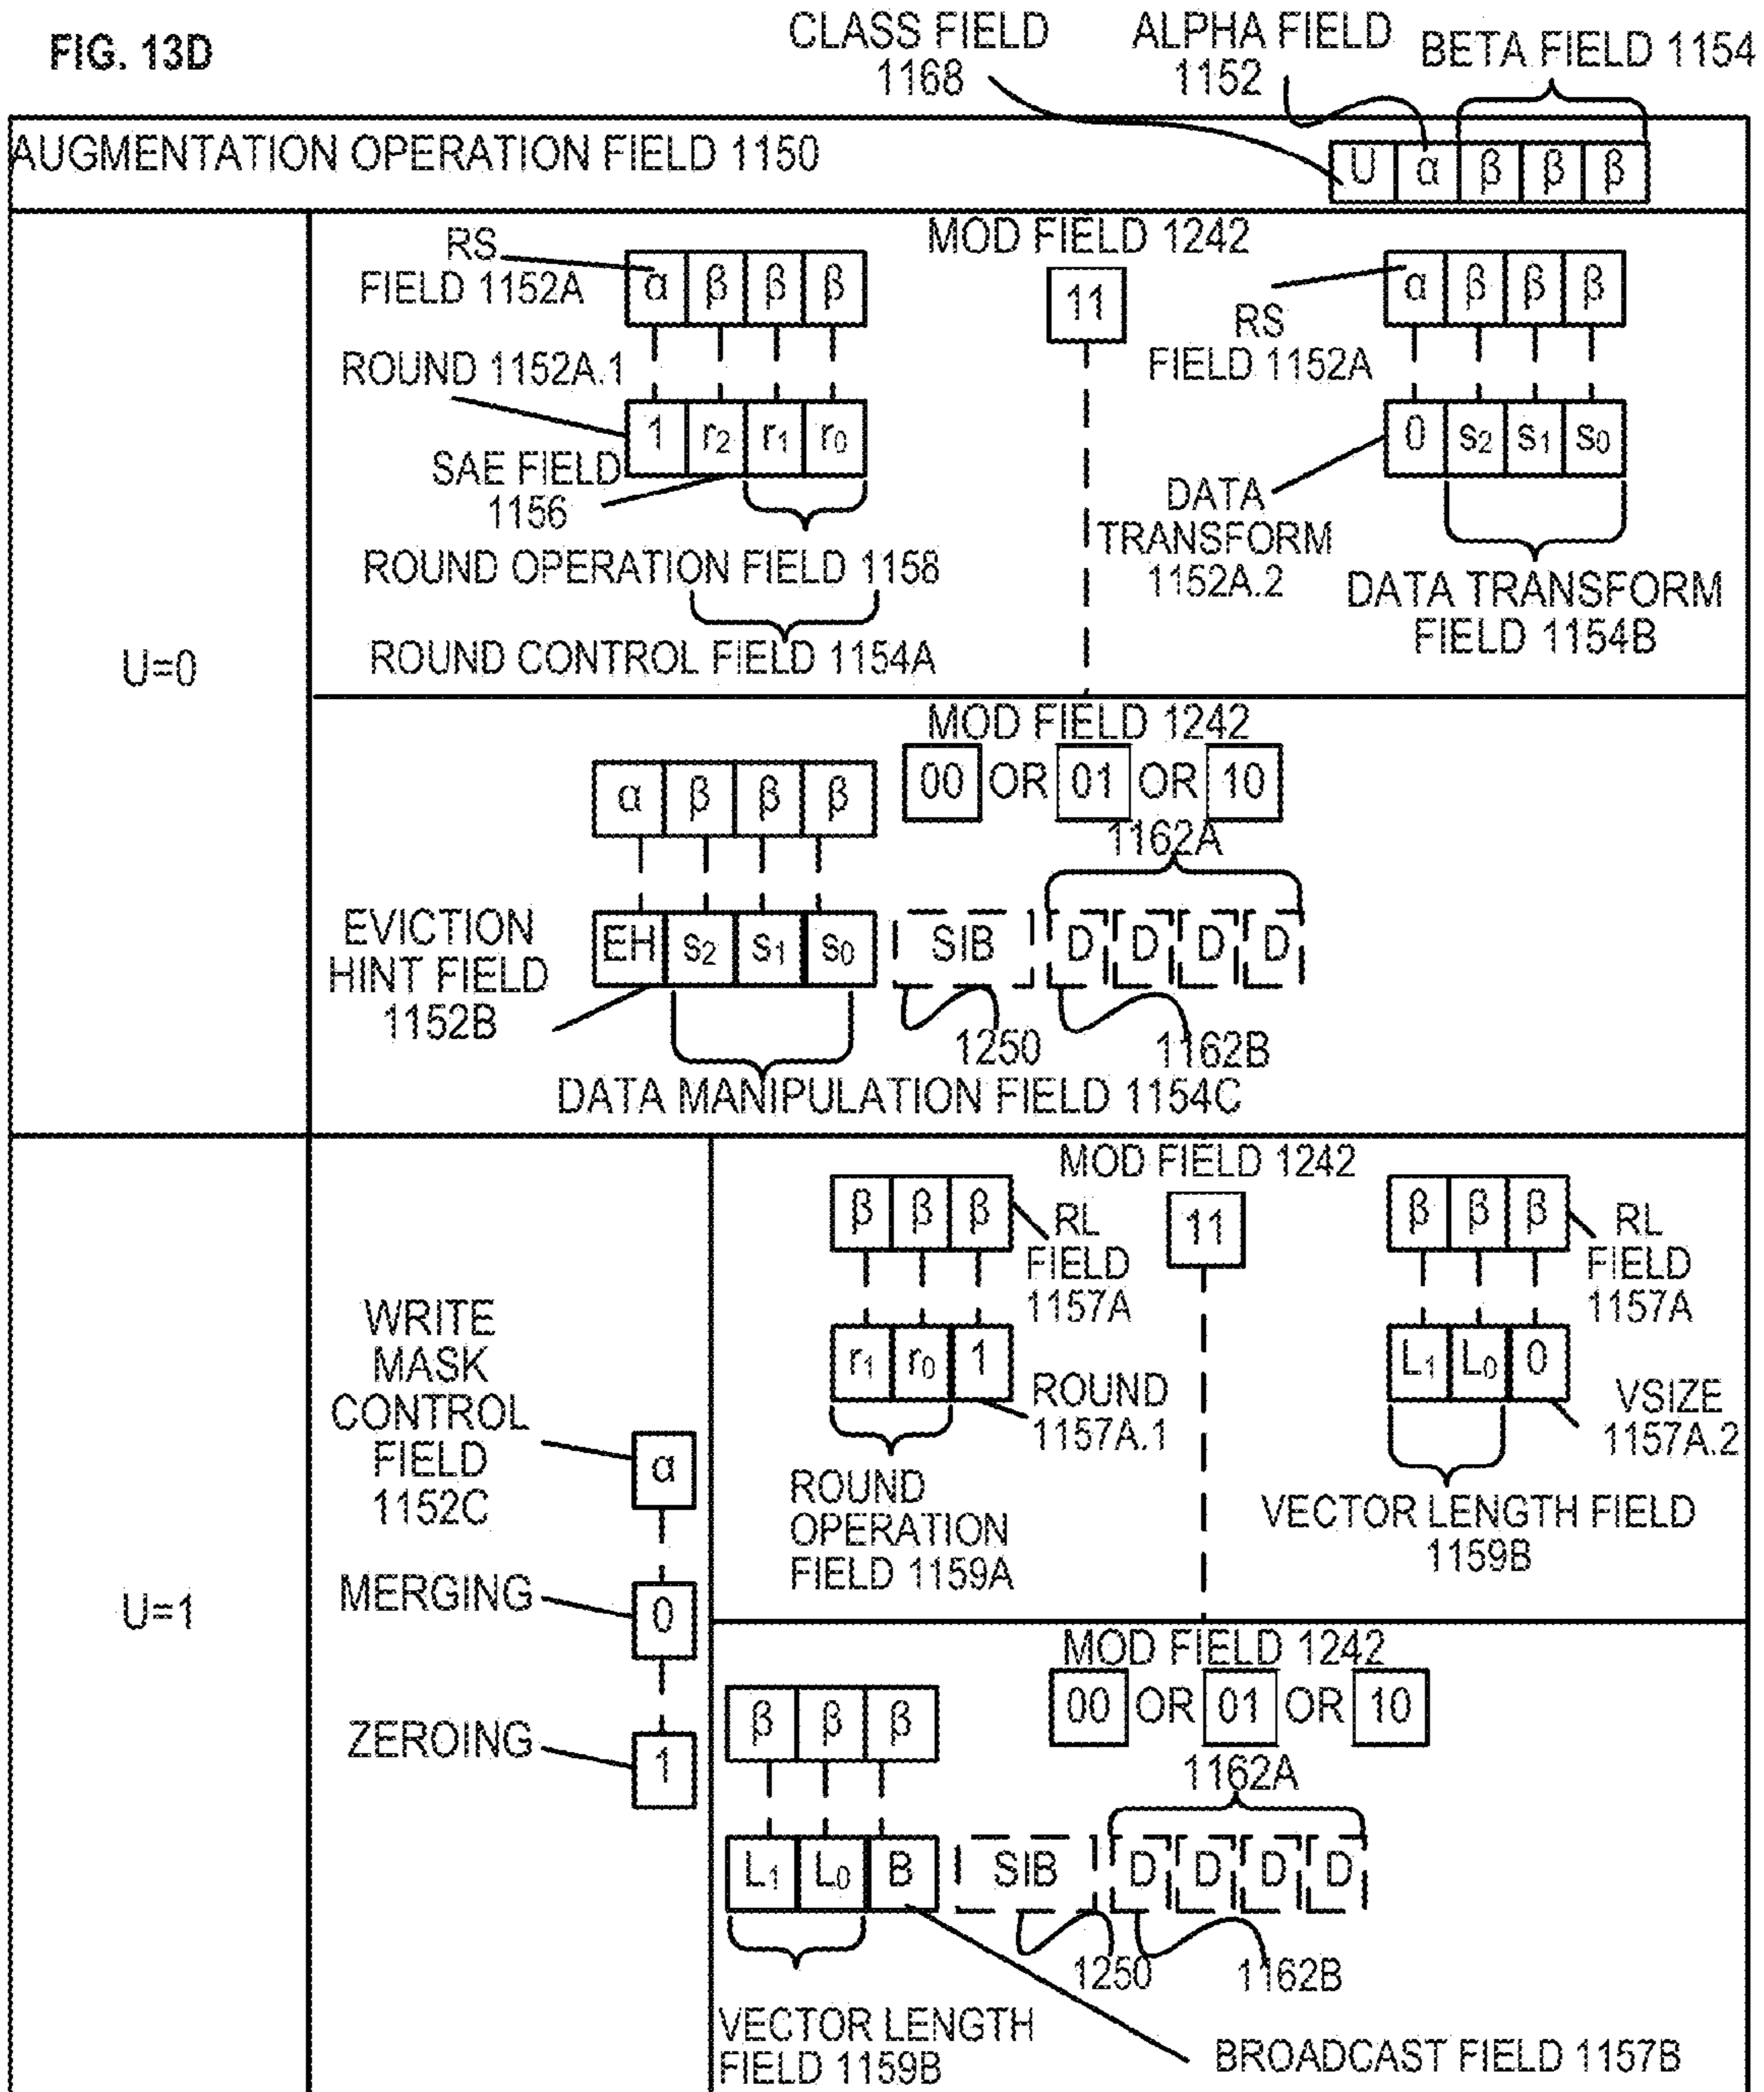 FIG. 13D
CLASS FIELD
1168
ALPHA FIELD
1152
BETA FIELD 1154
AUGMENTATION OPERATION FIELD 1150
U α β β β
U=0
MOD FIELD 1242
11
RS
FIELD 1152A
α β β β
ROUND 1152A.1
1 r2 r1 r0
SAE FIELD
1156
ROUND OPERATION FIELD 1158
ROUND CONTROL FIELD 1154A
α β β β
RS
FIELD 1152A
0 s2 s1 s0
DATA
TRANSFORM
1152A.2
DATA TRANSFORM
FIELD 1154B
MOD FIELD 1242
00 OR 01 OR 10
α β β β
1162A
EVICTION
HINT FIELD
1152B
EH s2 s1 s0 SIB D D D D
1250
1162B
DATA MANIPULATION FIELD 1154C
U=1
WRITE
MASK
CONTROL
FIELD
1152C
α
MERGING
0
ZEROING
1
MOD FIELD 1242
11
β β β
RL
FIELD
1157A
r1 r0 1
ROUND
1157A.1
ROUND
OPERATION
FIELD 1159A
β β β
RL
FIELD
1157A
L1 L0 0
VSIZE
1157A.2
VECTOR LENGTH FIELD
1159B
MOD FIELD 1242
00 OR 01 OR 10
β β β
1162A
L1 L0 B SIB D D D D
1250
1162B
VECTOR LENGTH
FIELD 1159B
BROADCAST FIELD 1157B